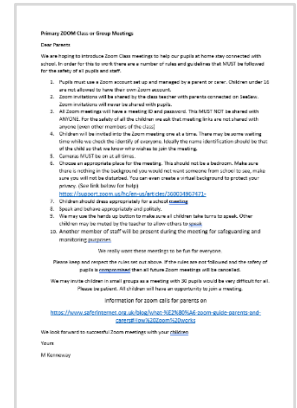 Primary ZOOM Class or Group Meetings
Dear Parents
We are hoping to introduce Zoom Class meetings to help our pupils at home stay connected with
school. In order for this to work there are a number of rules and guidelines that MUST be followed
for the safety of all pupils and staff.
1. Pupils must use a Zoom account set up and managed by a parent or carer. Children under 16
are not allowed to have their own Zoom account.
2. Zoom invitations will be shared by the class teacher with parents connected on SeeSaw.
Zoom invitations will never be shared with pupils.
3. All Zoom meetings will have a meeting ID and password. This MUST NOT be shared with
ANYONE. For the safety of all the children we ask that meeting links are not shared with
anyone (even other members of the class)
4. Children will be invited into the Zoom meeting one at a time. There may be some waiting
time while we check the identity of everyone. Ideally the name identification should be that
of the child so that we know who wishes to join the meeting.
5. Cameras MUST be on at all times.
6. Choose an appropriate place for the meeting. This should not be a bedroom. Make sure
there is nothing in the background you would not want someone from school to see, make
sure you will not be disturbed. You can even create a virtual background to protect your
privacy. (See link below for help)
7. Children should dress appropriately for a school meeting
8. Speak and behave appropriately and politely.
9. We may use the hands up button to make sure all children take turns to speak. Other
children may be muted by the teacher to allow others to speak
10. Another member of staff will be present during the meeting for safeguarding and
monitoring purposes
We really want these meetings to be fun for everyone.
Please keep and respect the rules set out above. If the rules are not followed and the safety of
pupils is compromised then all future Zoom meetings will be cancelled.
We may invite children in small groups as a meeting with 30 pupils would be very difficult for all.
Please be patient. All children will have an opportunity to join a meeting.
Information for zoom calls for parents on
We look forward to successful Zoom meetings with your children
Yours
M Kenneway